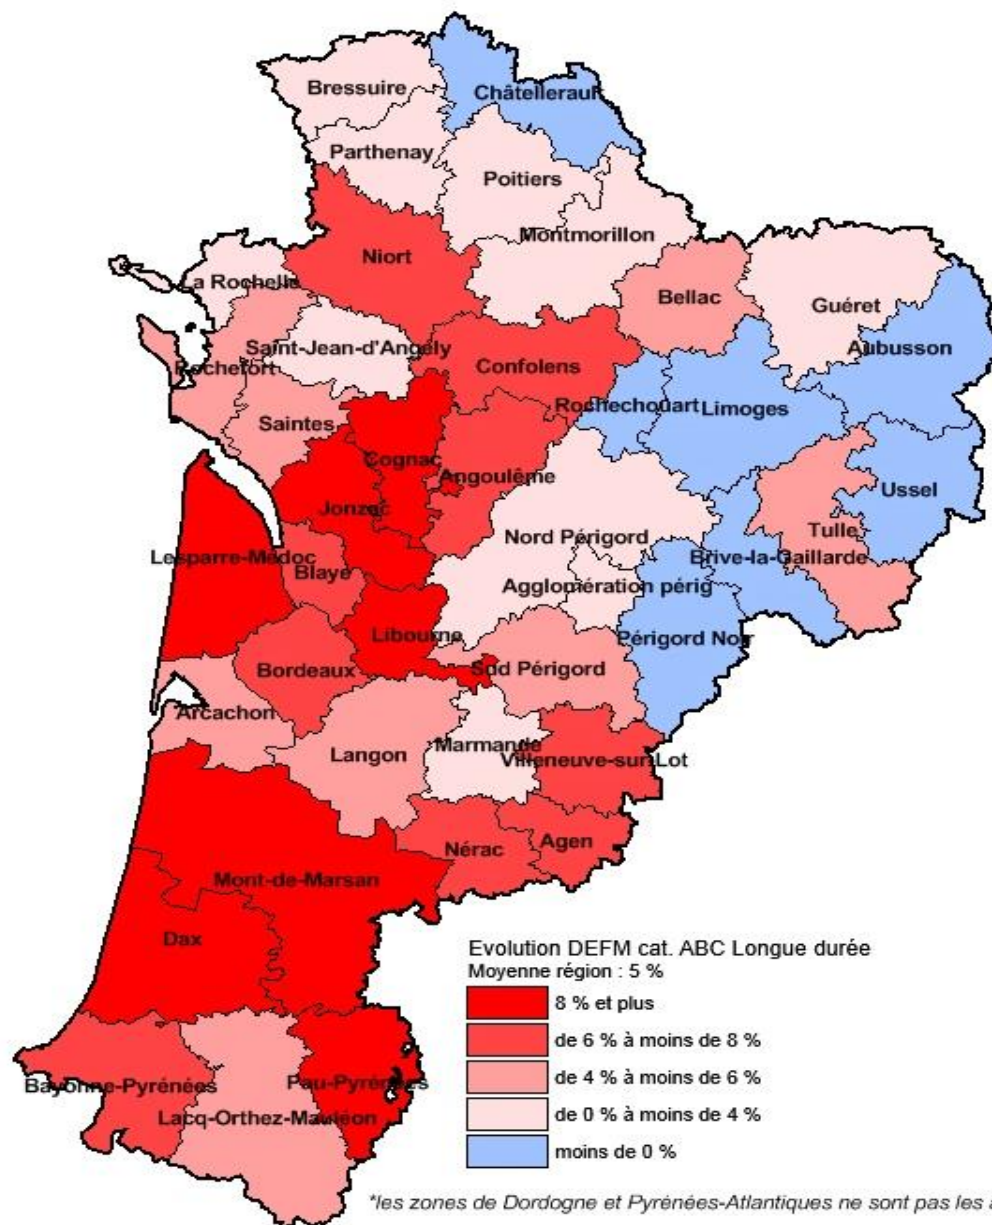 Bressuire
Châtelleraul
Parthenay
Poitiers
Montmorillon
Niort
La Rochelle
Bellac
Guéret
Saint-Jean-d'Angély
Aubusson
Rochefort
Confolens
Rochechouart
Limoges
Saintes
Cognac
Angoulême
Ussel
Jonzac
Nord Périgord
Tulle
Lesparre-Médoc
Brive-la-Gaillarde
Blaye
Agglomération périg
Libourne
Périgord Noir
Bordeaux
Sud Périgord
Arcachon
Langon
Marmande
Villeneuve-sur-Lot
Nérac
Agen
Mont-de-Marsan
Dax
Bayonne-Pyrénées
Pau-Pyrénées
Lacq-Orthez-Mauléon
Evolution DEFM cat. ABC Longue durée
Moyenne région : 5 %
8 % et plus
de 6 % à moins de 8 %
de 4 % à moins de 6 %
de 0 % à moins de 4 %
moins de 0 %
*les zones de Dordogne et Pyrénées-Atlantiques ne sont pas les